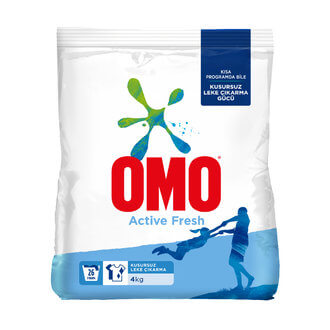 KISA
PROGRAMDA BİLE
KUSURSUZ
LEKE ÇIKARMA
GÜCÜ
OMO
Active Fresh
26
KUSURSUZ
LEKE ÇIKARMA
4kg